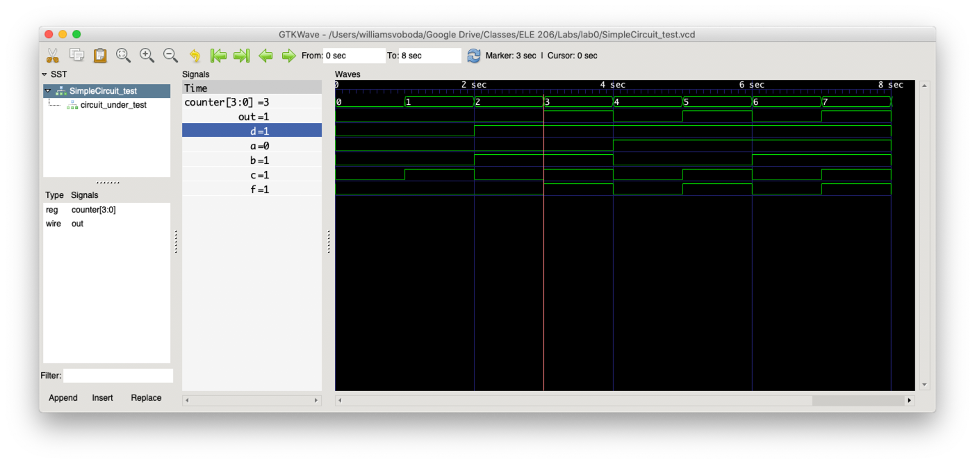 GTKWave - /Users/williamsvoboda/Google Drive/Classes/ELE 206/Labs/lab0/SimpleCircuit_test.vcd
From: 0 sec To: 8 sec Marker: 3 sec | Cursor: 0 sec
SST
SimpleCircuit_test
circuit_under_test
Type Signals
reg counter[3:0]
wire out
Filter:
Append Insert Replace
Signals
Time
counter[3:0] =3
out=1
d=1
a=0
b=1
c=1
f=1
Waves
0 2 sec 4 sec 6 sec 8 sec
0 1 2 3 4 5 6 7